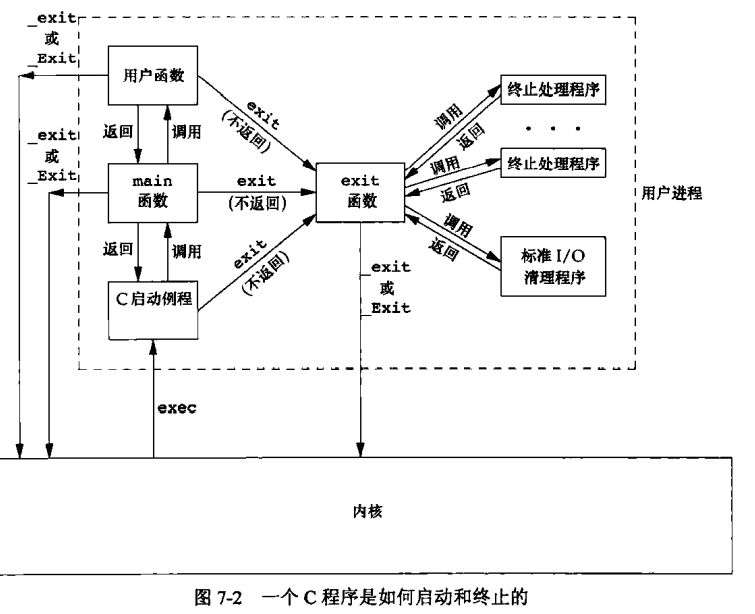 _exit
或
_Exit
用户函数
exit
(不返回)
终止处理程序
调用
返回
. . .
返回
调用
_exit
或
_Exit
main
函数
exit
(不返回)
exit
函数
调用
返回
终止处理程序
用户进程
返回
调用
exit
(不返回)
调用
返回
标准 I/O
清理程序
C 启动例程
_exit
或
_Exit
exec
内核
图 7-2 一个 C 程序是如何启动和终止的